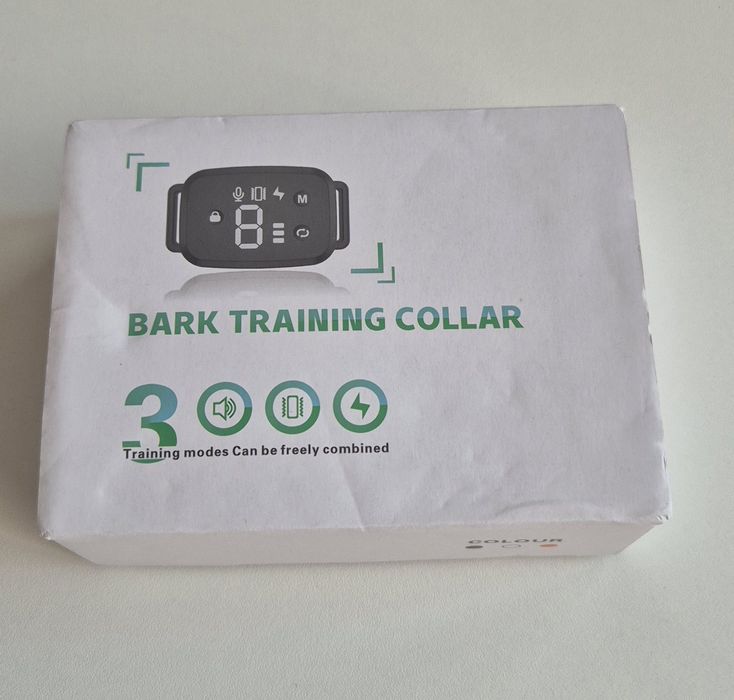 M
8
BARK TRAINING COLLAR
3
Training modes Can be freely combined
COLOUR